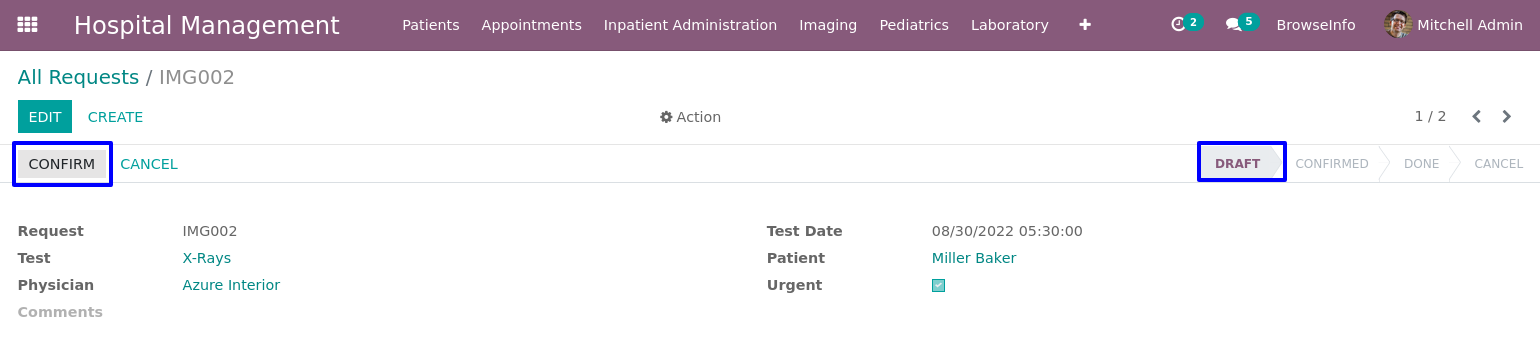 Hospital Management Patients Appointments Inpatient Administration Imaging Pediatrics Laboratory + 2 5 BrowseInfo Mitchell Admin
All Requests / IMG002
EDIT CREATE Action 1 / 2
CONFIRM CANCEL DRAFT CONFIRMED DONE CANCEL
Request IMG002 Test Date 08/30/2022 05:30:00
Test X-Rays Patient Miller Baker
Physician Azure Interior Urgent
Comments